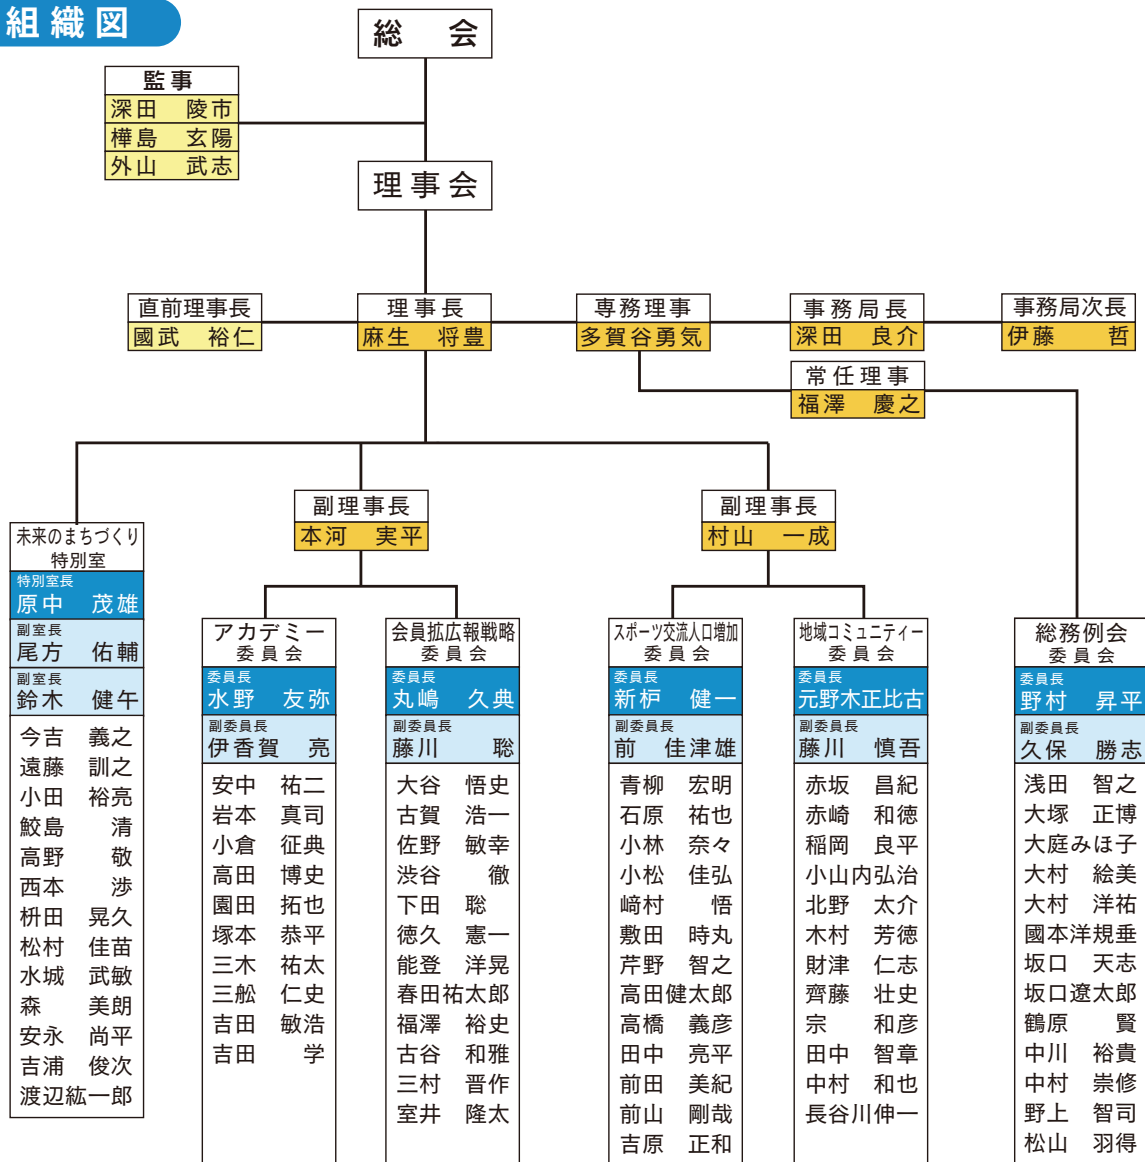 組織図
総　会
監事
深田　陵市
樺島　玄陽
外山　武志
理事会
直前理事長
國武　裕仁
理事長
麻生　将豊
専務理事
多賀谷勇気
事務局長
深田　良介
事務局次長
伊藤　哲
常任理事
福澤　慶之
副理事長
本河　実平
副理事長
村山　一成
未来のまちづくり
特別室
特別室長
原中　茂雄
副室長
尾方　佑輔
副室長
鈴木　健午
今吉　義之
遠藤　訓之
小田　裕亮
鮫島　清
高野　敬
西本　渉
枡田　晃久
松村　佳苗
水城　武敏
森　美朗
安永　尚平
吉浦　俊次
渡辺紘一郎
アカデミー
委員会
委員長
水野　友弥
副委員長
伊香賀　亮
安中　祐二
岩本　真司
小倉　征典
高田　博史
園田　拓也
塚本　恭平
三木　祐太
三舩　仁史
吉田　敏浩
吉田　学
会員拡広報戦略
委員会
委員長
丸嶋　久典
副委員長
藤川　聡
大谷　悟史
古賀　浩一
佐野　敏幸
渋谷　徹
下田　聡
徳久　憲一
能登　洋晃
春田祐太郎
福澤　裕史
古谷　和雅
三村　晋作
室井　隆太
スポーツ交流人口増加
委員会
委員長
新枦　健一
副委員長
前　佳津雄
青柳　宏明
石原　祐也
小林　奈々
小松　佳弘
﨑村　悟
敷田　時丸
芹野　智之
高田健太郎
高橋　義彦
田中　亮平
前田　美紀
前山　剛哉
吉原　正和
地域コミュニティー
委員会
委員長
元野木正比古
副委員長
藤川　慎吾
赤坂　昌紀
赤崎　和徳
稲岡　良平
小山内弘治
北野　太介
木村　芳徳
財津　仁志
齊藤　壮史
宗　和彦
田中　智章
中村　和也
長谷川伸一
総務例会
委員会
委員長
野村　昇平
副委員長
久保　勝志
浅田　智之
大塚　正博
大庭みほ子
大村　絵美
大村　洋祐
國本洋規垂
坂口　天志
坂口遼太郎
鶴原　賢
中川　裕貴
中村　崇修
野上　智司
松山　羽得